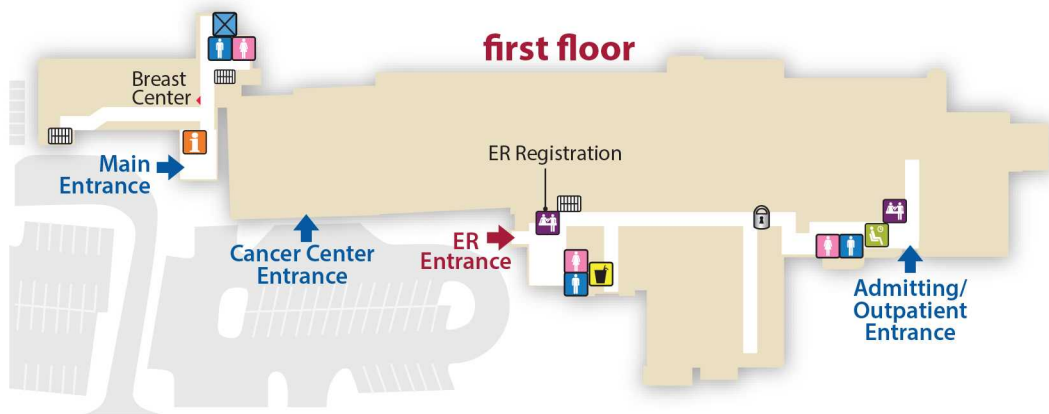 first floor
Breast
Center
Main
Entrance
ER Registration
Cancer Center
Entrance
ER
Entrance
Admitting/
Outpatient
Entrance